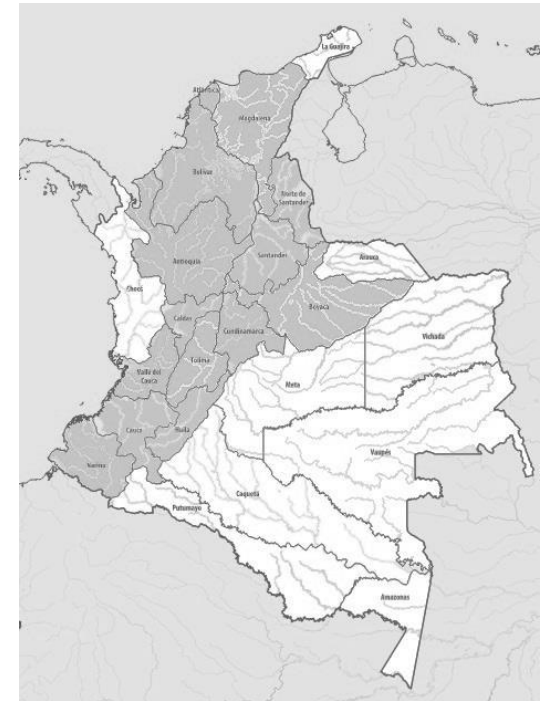 La Goajira
Atlántico
Magdalena
Bolívar
Norte de
Santander
Antioquia
Santander
Arauca
Chocó
Boyacá
Caldas
Cundinamarca
Vichada
Tolima
Valle del
Cauca
Meta
Cauca
Huila
Vaupés
Nariño
Caquetá
Putumayo
Amazonas